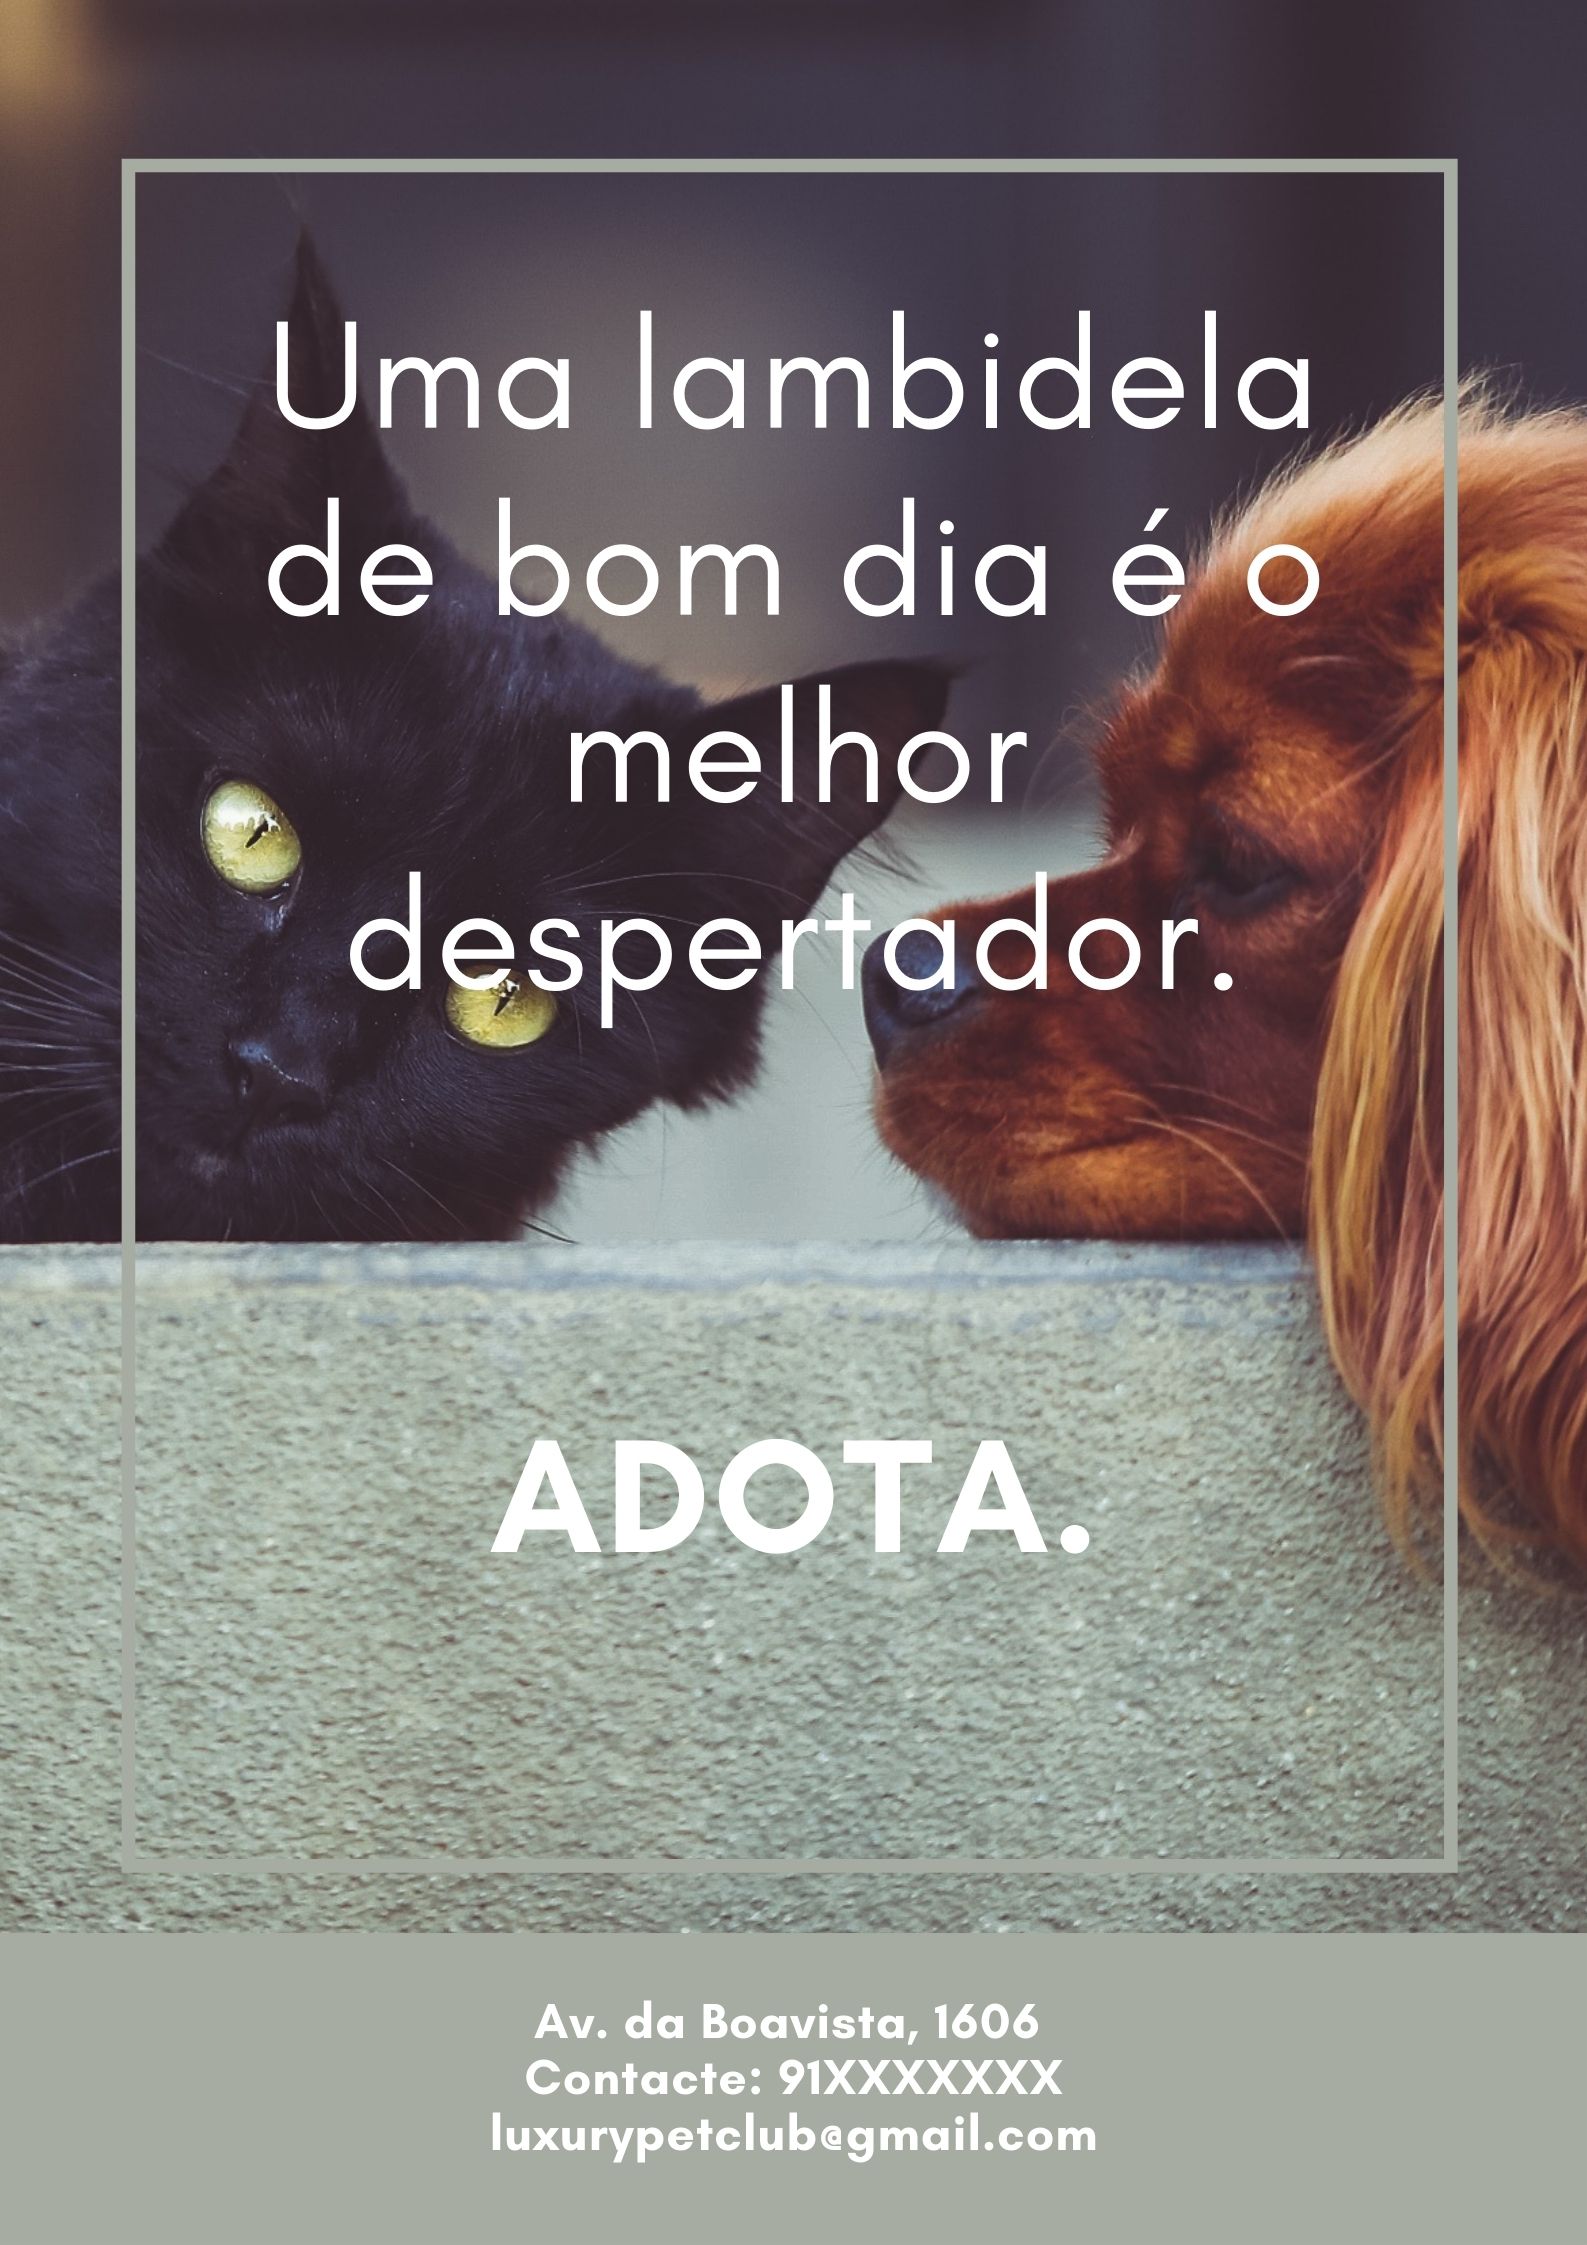 Uma lambidela
de bom dia é o
melhor
despertador.
ADOTA.
Av. da Boavista, 1606
Contacte: 91XXXXXXX
luxurypetclub@gmail.com